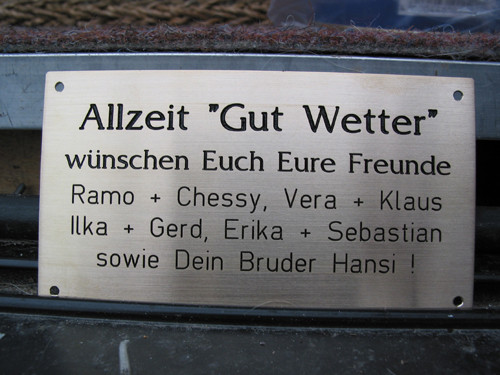 Allzeit "Gut Wetter"
wünschen Euch Eure Freunde
Ramo + Chessy, Vera + Klaus
Ilka + Gerd, Erika + Sebastian
sowie Dein Bruder Hansi !